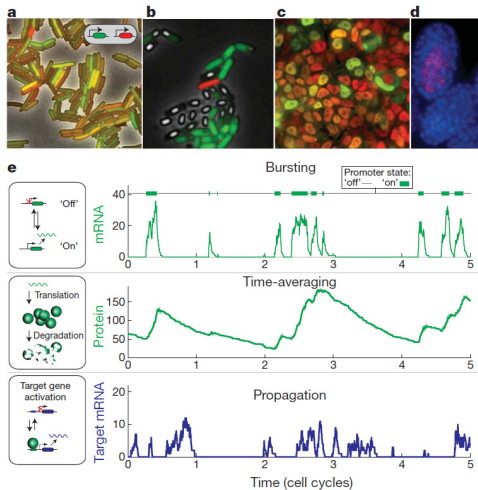 a
b
c
d
e
Bursting
Promoter state:
'off'— 'on'
'Off'
'On'
mRNA
40
20
0
0 1 2 3 4 5
Time-averaging
Translation
Degradation
Protein
150
100
50
0
0 1 2 3 4 5
Target gene
activation
Propagation
Target mRNA
20
10
0
0 1 2 3 4 5
Time (cell cycles)